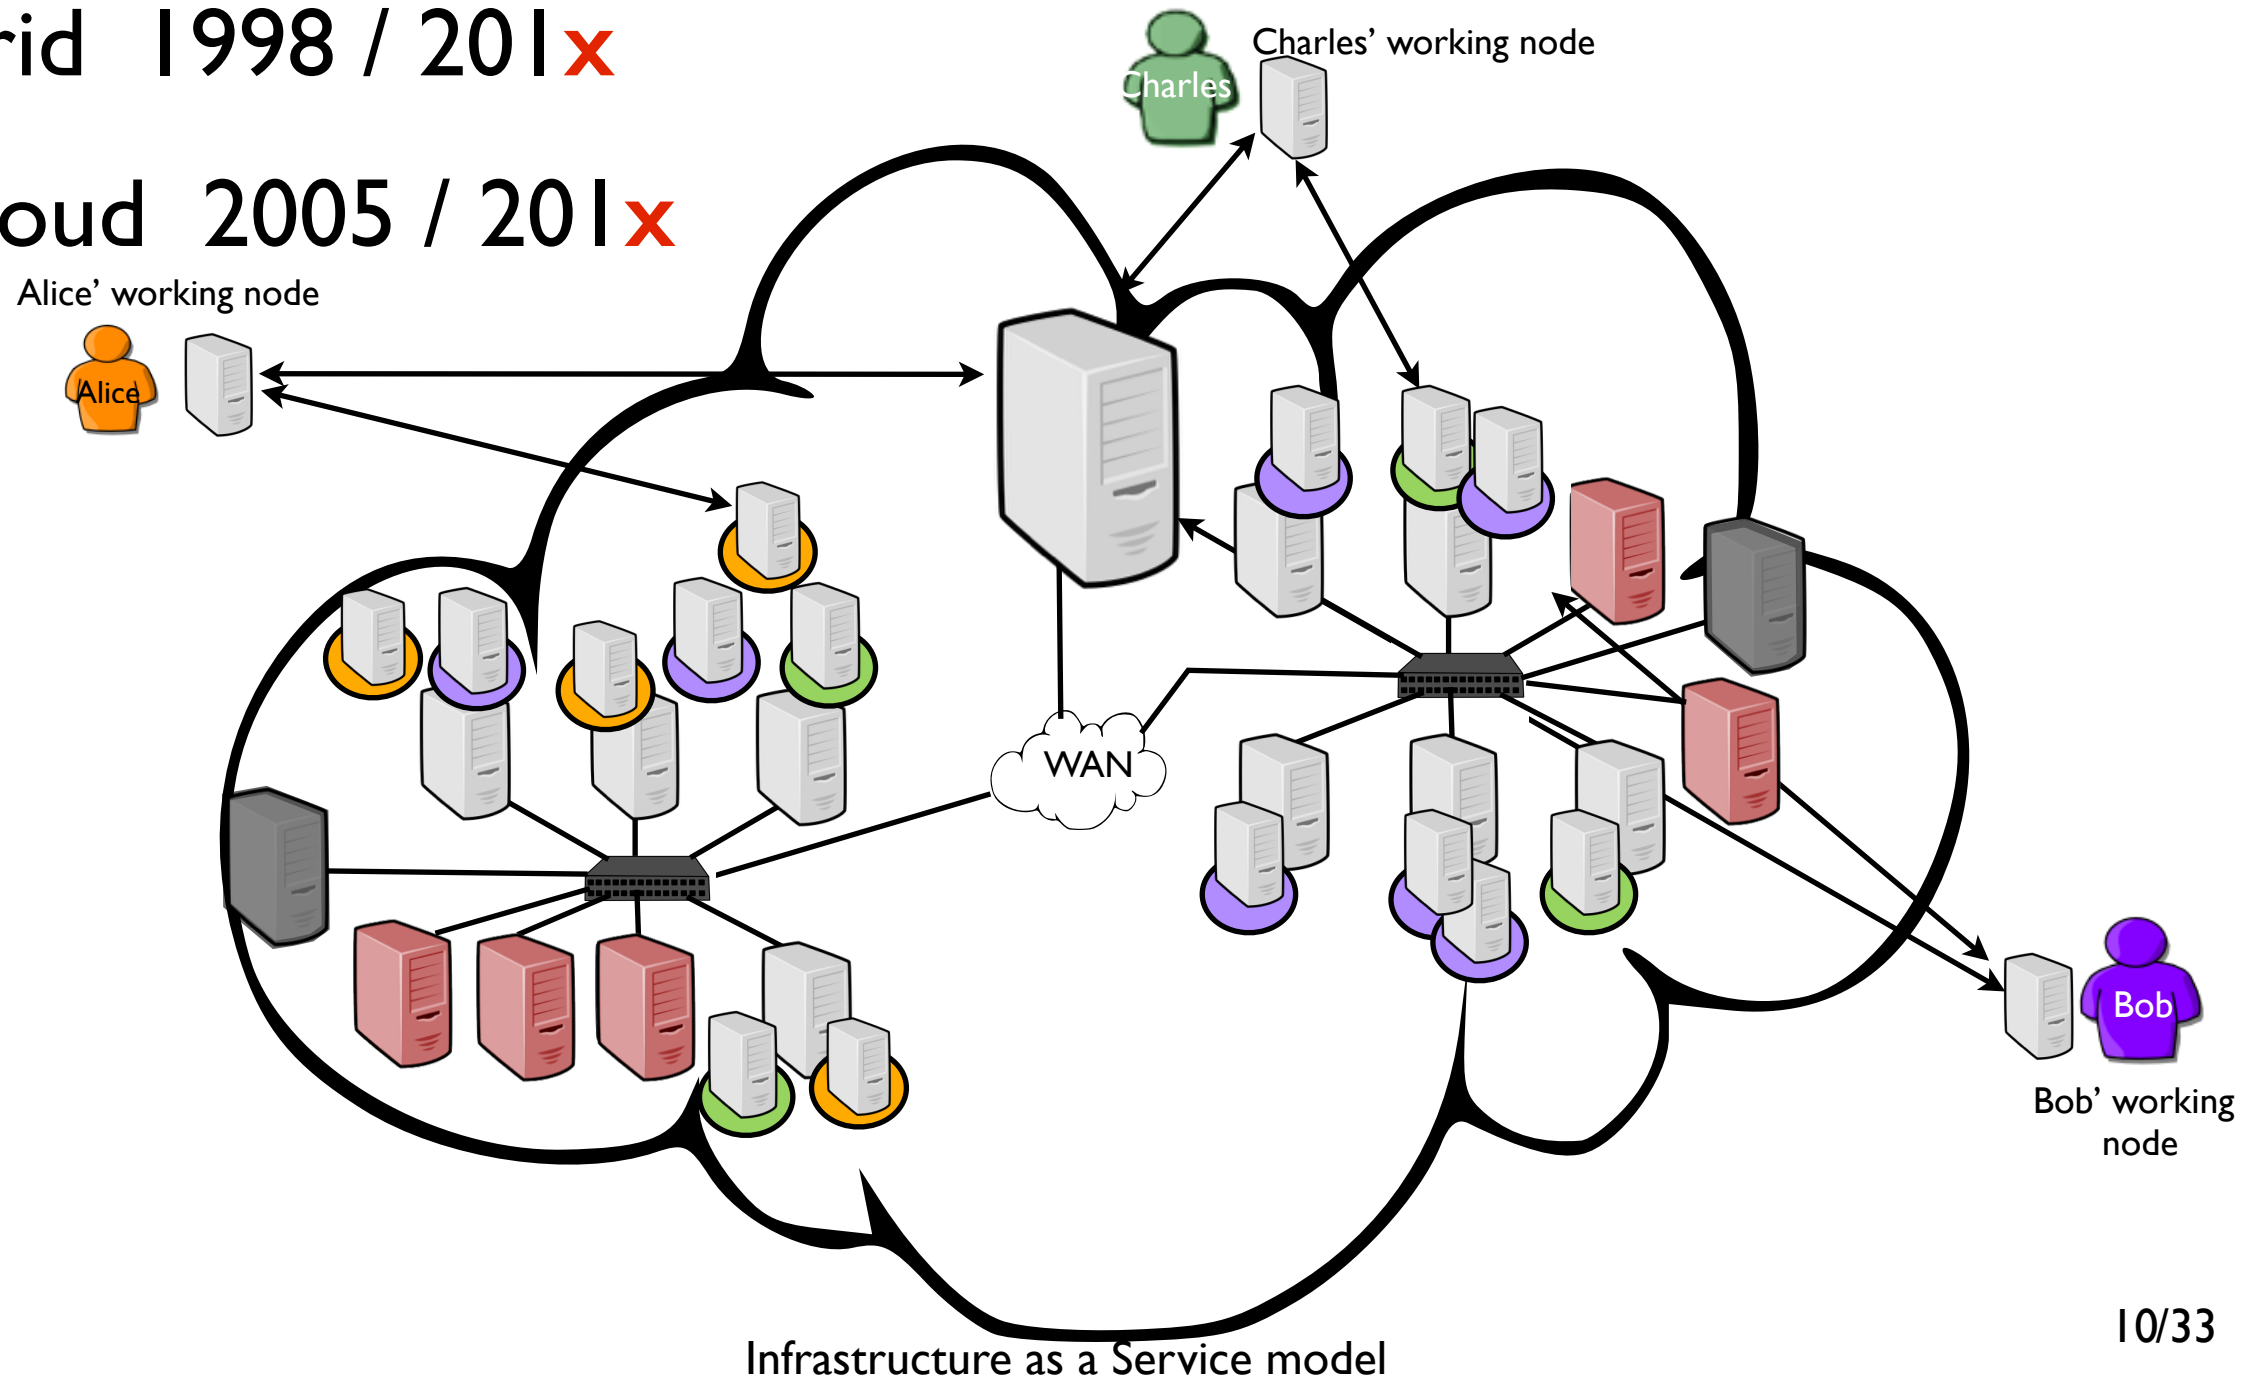 rid 1998 / 201x
oud 2005 / 201x
Charles
Charles' working node
Alice' working node
Alice
WAN
Bob
Bob' working
node
Infrastructure as a Service model
10/33